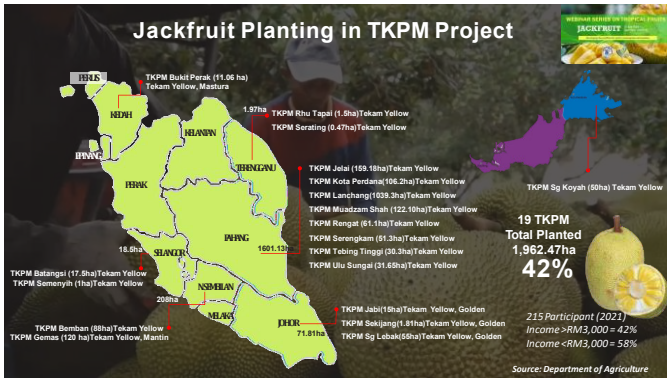 Jackfruit Planting in TKPM Project
WEBINAR SERIES ON TROPICAL FRUITS
JACKFRUIT
PERLIS
KEDAH
P.PINANG
PERAK
KELANTAN
TERENGGANU
PAHANG
SELANGOR
N.SEMBILAN
MELAKA
JOHOR
TKPM Bukit Perak (11.06 ha)
Tekam Yellow, Mastura
1.97ha
TKPM Rhu Tapai (1.5ha)Tekam Yellow
TKPM Serating (0.47ha)Tekam Yellow
TKPM Jelai (159.18ha)Tekam Yellow
TKPM Kota Perdana(106.2ha)Tekam Yellow
TKPM Lanchang(1039.3ha)Tekam Yellow
TKPM Muadzam Shah (122.10ha)Tekam Yellow
TKPM Rengat (61.1ha)Tekam Yellow
TKPM Serengkam (51.3ha)Tekam Yellow
TKPM Tebing Tinggi (30.3ha)Tekam Yellow
TKPM Ulu Sungai (31.65ha)Tekam Yellow
1601.13ha
TKPM Sg Koyah (50ha) Tekam Yellow
18.5ha
TKPM Batangsi (17.5ha)Tekam Yellow
TKPM Semenyih (1ha)Tekam Yellow
208ha
TKPM Bemban (88ha)Tekam Yellow
TKPM Gemas (120 ha)Tekam Yellow, Mantin
71.81ha
TKPM Jabi(15ha)Tekam Yellow, Golden
TKPM Sekijang(1.81ha)Tekam Yellow, Golden
TKPM Sg Lebak(55ha)Tekam Yellow, Golden
19 TKPM
Total Planted
1,962.47ha
42%
215 Participant (2021)
Income >RM3,000 = 42%
Income <RM3,000 = 58%
Source: Department of Agriculture